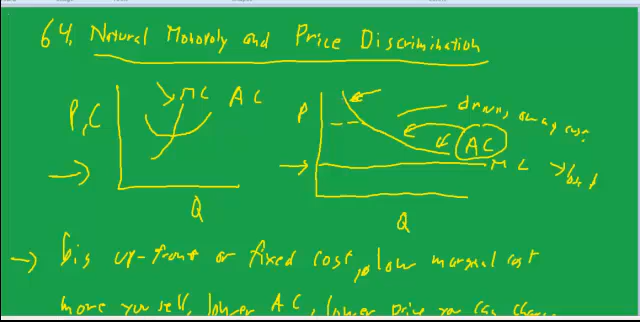 64. Natural Monopoly and Price Discrimination
MC AC
P, C
Q
P
AC
MC
Q
big up-front or fixed cost, low marginal cost
more you sell, lower AC, lower price you can charge